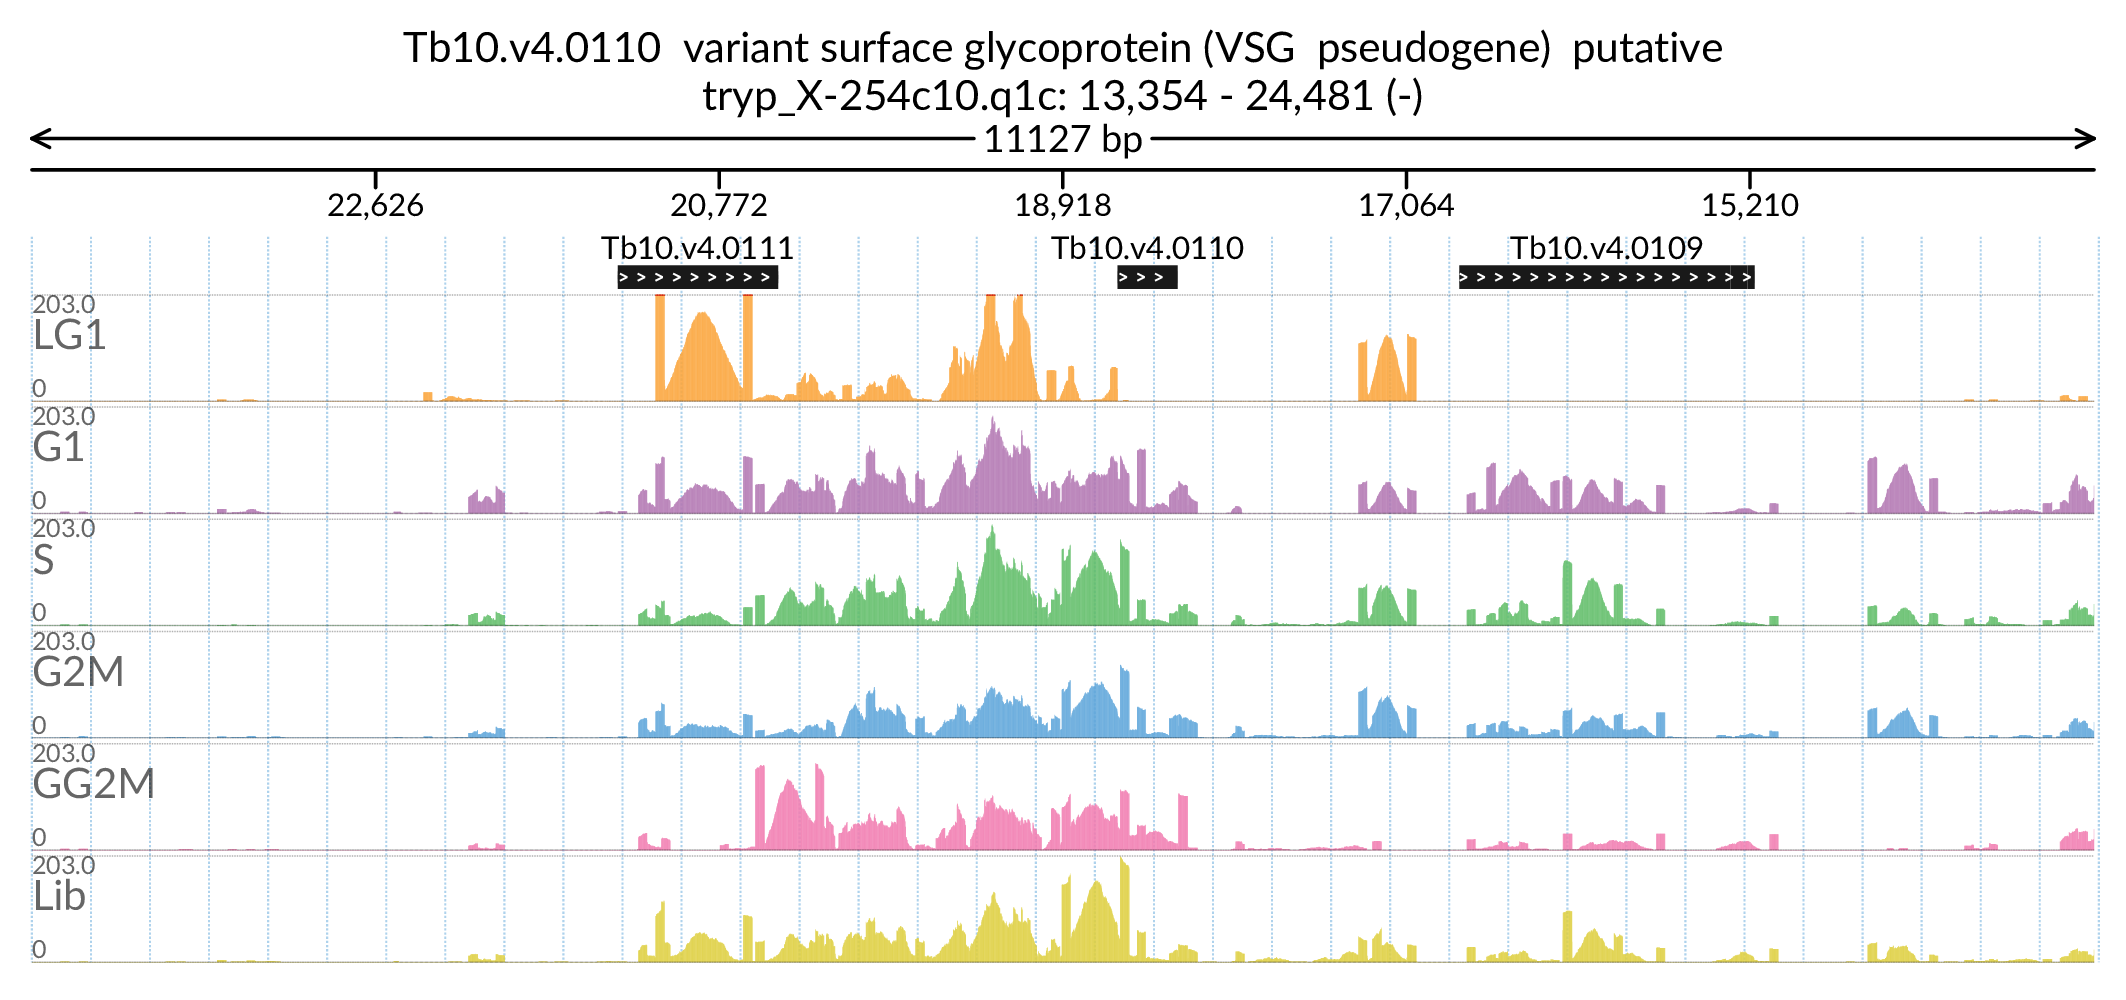 Tb10.v4.0110 variant surface glycoprotein (VSG pseudogene) putative
tryp_X-254c10.q1c: 13,354 - 24,481 (-)
11127 bp
22,626 20,772 18,918 17,064 15,210
Tb10.v4.0111 Tb10.v4.0110 Tb10.v4.0109
203.0
LG1
0
203.0
G1
0
203.0
S
0
203.0
G2M
0
203.0
GG2M
0
203.0
Lib
0